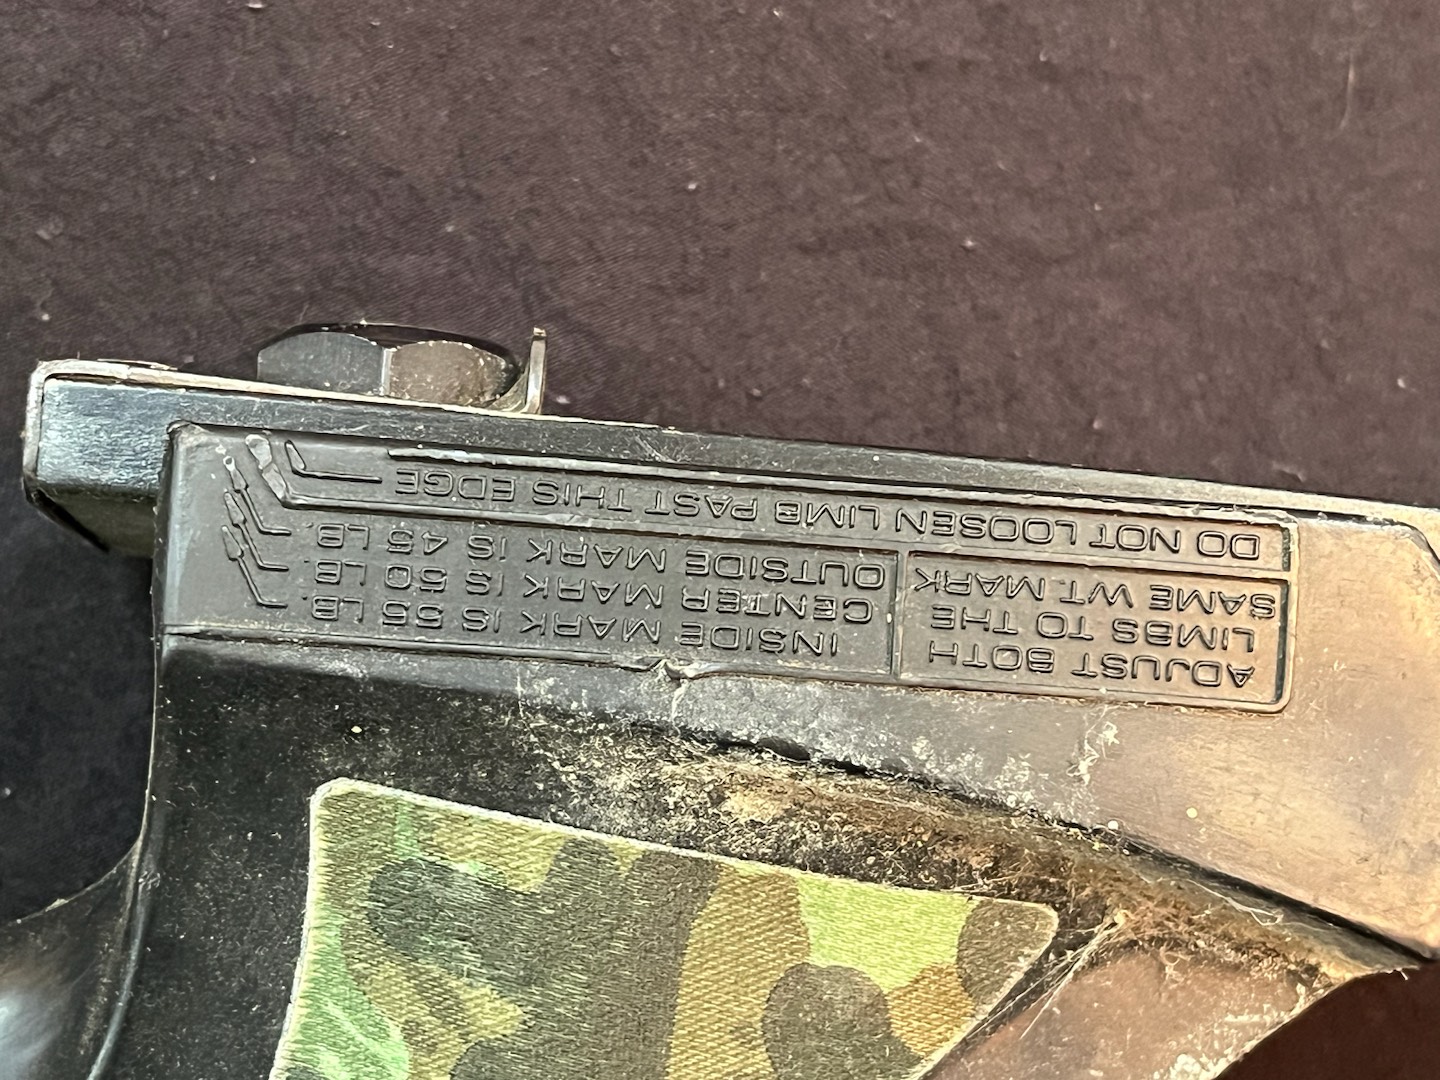 ADJUST BOTH
LIMBS TO THE
SAME WT. MARK
INSIDE MARK IS 55 LB.
CENTER MARK IS 50 LB.
OUTSIDE MARK IS 45 LB.
DO NOT LOOSEN LIMB PAST THIS EDGE